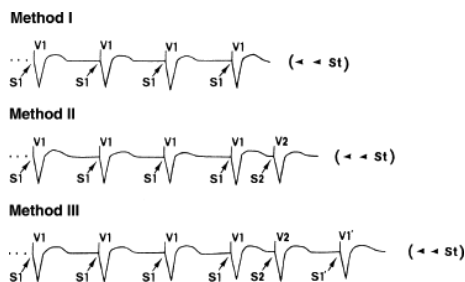 Method I
V1 V1 V1 V1
... S1 S1 S1 S1 (◄ ◄ St)
Method II
V1 V1 V1 V1 V2
... S1 S1 S1 S1 S2 (◄ ◄ St)
Method III
V1 V1 V1 V1 V2 V1'
... S1 S1 S1 S1 S2 S1' (◄ ◄ St)